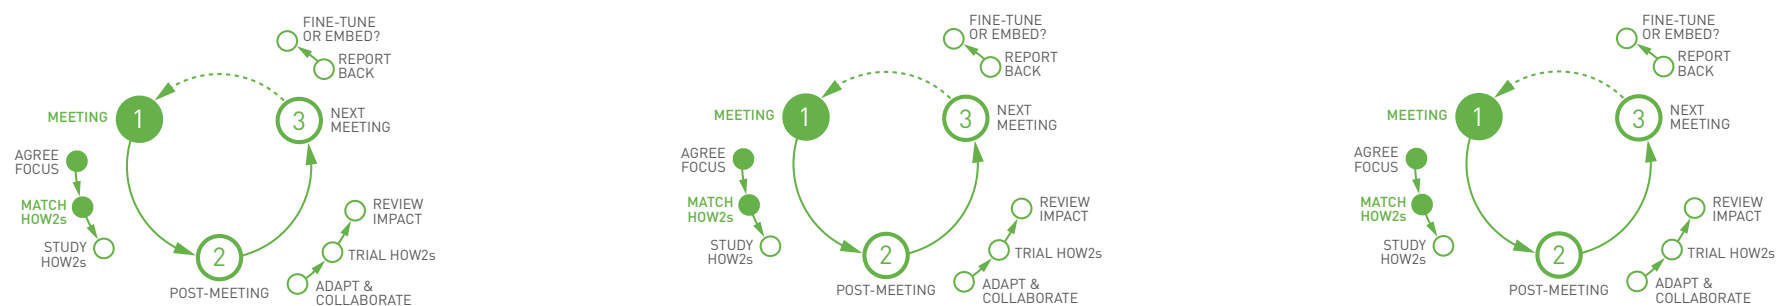 FINE-TUNE
OR EMBED?
REPORT
BACK
MEETING
1
3
NEXT
MEETING
AGREE
FOCUS
MATCH
HOW2s
STUDY
HOW2s
2
POST-MEETING
REVIEW
IMPACT
TRIAL HOW2s
ADAPT &
COLLABORATE
FINE-TUNE
OR EMBED?
REPORT
BACK
MEETING
1
3
NEXT
MEETING
AGREE
FOCUS
MATCH
HOW2s
STUDY
HOW2s
2
POST-MEETING
REVIEW
IMPACT
TRIAL HOW2s
ADAPT &
COLLABORATE
FINE-TUNE
OR EMBED?
REPORT
BACK
MEETING
1
3
NEXT
MEETING
AGREE
FOCUS
MATCH
HOW2s
STUDY
HOW2s
2
POST-MEETING
REVIEW
IMPACT
TRIAL HOW2s
ADAPT &
COLLABORATE